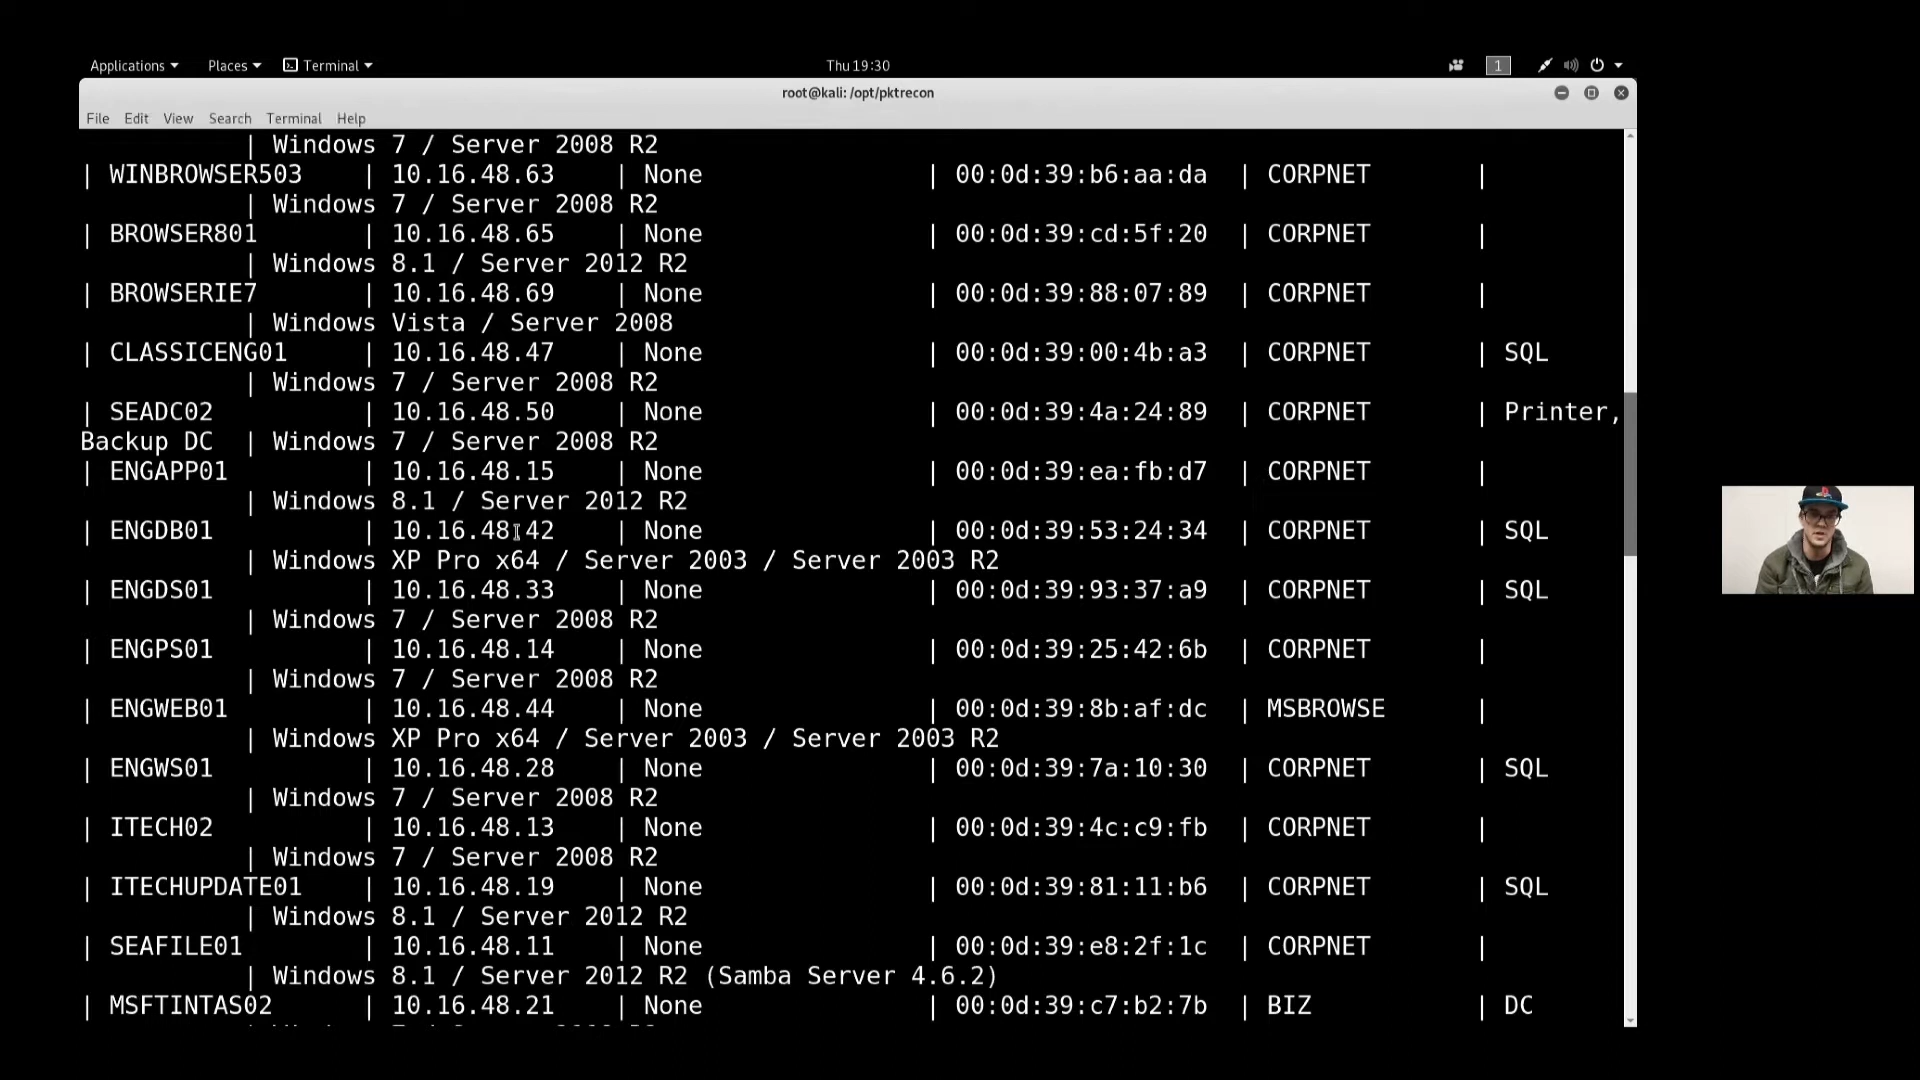 Applications Places Terminal Thu 19:30 1
root@kali: /opt/pktrecon
File Edit View Search Terminal Help
| Windows 7 / Server 2008 R2
| WINBROWSER503 | 10.16.48.63 | None | 00:0d:39:b6:aa:da | CORPNET |
| Windows 7 / Server 2008 R2
| BROWSER801 | 10.16.48.65 | None | 00:0d:39:cd:5f:20 | CORPNET |
| Windows 8.1 / Server 2012 R2
| BROWSERIE7 | 10.16.48.69 | None | 00:0d:39:88:07:89 | CORPNET |
| Windows Vista / Server 2008
| CLASSICENG01 | 10.16.48.47 | None | 00:0d:39:00:4b:a3 | CORPNET | SQL
| Windows 7 / Server 2008 R2
| SEADC02 | 10.16.48.50 | None | 00:0d:39:4a:24:89 | CORPNET | Printer,
Backup DC | Windows 7 / Server 2008 R2
| ENGAPP01 | 10.16.48.15 | None | 00:0d:39:ea:fb:d7 | CORPNET |
| Windows 8.1 / Server 2012 R2
| ENGDB01 | 10.16.48.42 | None | 00:0d:39:53:24:34 | CORPNET | SQL
| Windows XP Pro x64 / Server 2003 / Server 2003 R2
| ENGDS01 | 10.16.48.33 | None | 00:0d:39:93:37:a9 | CORPNET | SQL
| Windows 7 / Server 2008 R2
| ENGPS01 | 10.16.48.14 | None | 00:0d:39:25:42:6b | CORPNET |
| Windows 7 / Server 2008 R2
| ENGWEB01 | 10.16.48.44 | None | 00:0d:39:8b:af:dc | MSBROWSE |
| Windows XP Pro x64 / Server 2003 / Server 2003 R2
| ENGWS01 | 10.16.48.28 | None | 00:0d:39:7a:10:30 | CORPNET | SQL
| Windows 7 / Server 2008 R2
| ITECH02 | 10.16.48.13 | None | 00:0d:39:4c:c9:fb | CORPNET |
| Windows 7 / Server 2008 R2
| ITECHUPDATE01 | 10.16.48.19 | None | 00:0d:39:81:11:b6 | CORPNET | SQL
| Windows 8.1 / Server 2012 R2
| SEAFILE01 | 10.16.48.11 | None | 00:0d:39:e8:2f:1c | CORPNET |
| Windows 8.1 / Server 2012 R2 (Samba Server 4.6.2)
| MSFTINTAS02 | 10.16.48.21 | None | 00:0d:39:c7:b2:7b | BIZ | DC